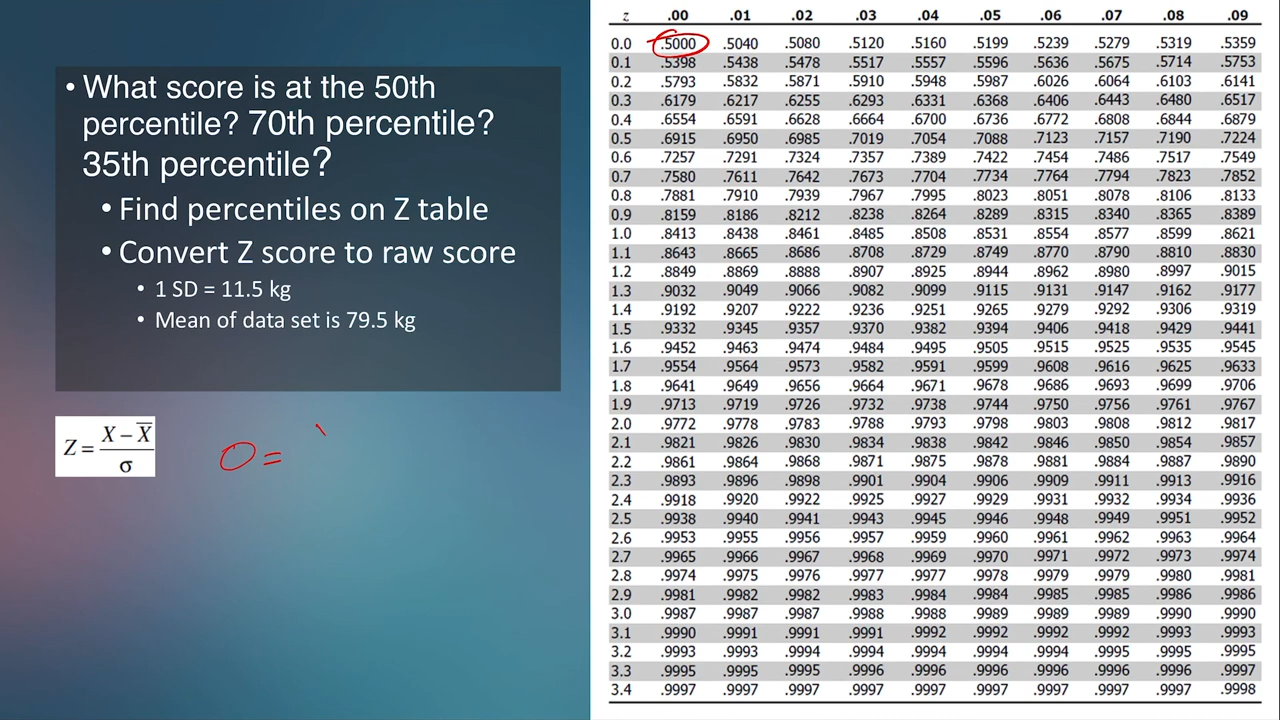 • What score is at the 50th
percentile? 70th percentile?
35th percentile?
• Find percentiles on Z table
• Convert Z score to raw score
• 1 SD = 11.5 kg
• Mean of data set is 79.5 kg
Z = X − X̅
σ
0 =
z .00 .01 .02 .03 .04 .05 .06 .07 .08 .09
0.0 .5000 .5040 .5080 .5120 .5160 .5199 .5239 .5279 .5319 .5359
0.1 .5398 .5438 .5478 .5517 .5557 .5596 .5636 .5675 .5714 .5753
0.2 .5793 .5832 .5871 .5910 .5948 .5987 .6026 .6064 .6103 .6141
0.3 .6179 .6217 .6255 .6293 .6331 .6368 .6406 .6443 .6480 .6517
0.4 .6554 .6591 .6628 .6664 .6700 .6736 .6772 .6808 .6844 .6879
0.5 .6915 .6950 .6985 .7019 .7054 .7088 .7123 .7157 .7190 .7224
0.6 .7257 .7291 .7324 .7357 .7389 .7422 .7454 .7486 .7517 .7549
0.7 .7580 .7611 .7642 .7673 .7704 .7734 .7764 .7794 .7823 .7852
0.8 .7881 .7910 .7939 .7967 .7995 .8023 .8051 .8078 .8106 .8133
0.9 .8159 .8186 .8212 .8238 .8264 .8289 .8315 .8340 .8365 .8389
1.0 .8413 .8438 .8461 .8485 .8508 .8531 .8554 .8577 .8599 .8621
1.1 .8643 .8665 .8686 .8708 .8729 .8749 .8770 .8790 .8810 .8830
1.2 .8849 .8869 .8888 .8907 .8925 .8944 .8962 .8980 .8997 .9015
1.3 .9032 .9049 .9066 .9082 .9099 .9115 .9131 .9147 .9162 .9177
1.4 .9192 .9207 .9222 .9236 .9251 .9265 .9279 .9292 .9306 .9319
1.5 .9332 .9345 .9357 .9370 .9382 .9394 .9406 .9418 .9429 .9441
1.6 .9452 .9463 .9474 .9484 .9495 .9505 .9515 .9525 .9535 .9545
1.7 .9554 .9564 .9573 .9582 .9591 .9599 .9608 .9616 .9625 .9633
1.8 .9641 .9649 .9656 .9664 .9671 .9678 .9686 .9693 .9699 .9706
1.9 .9713 .9719 .9726 .9732 .9738 .9744 .9750 .9756 .9761 .9767
2.0 .9772 .9778 .9783 .9788 .9793 .9798 .9803 .9808 .9812 .9817
2.1 .9821 .9826 .9830 .9834 .9838 .9842 .9846 .9850 .9854 .9857
2.2 .9861 .9864 .9868 .9871 .9875 .9878 .9881 .9884 .9887 .9890
2.3 .9893 .9896 .9898 .9901 .9904 .9906 .9909 .9911 .9913 .9916
2.4 .9918 .9920 .9922 .9925 .9927 .9929 .9931 .9932 .9934 .9936
2.5 .9938 .9940 .9941 .9943 .9945 .9946 .9948 .9949 .9951 .9952
2.6 .9953 .9955 .9956 .9957 .9959 .9960 .9961 .9962 .9963 .9964
2.7 .9965 .9966 .9967 .9968 .9969 .9970 .9971 .9972 .9973 .9974
2.8 .9974 .9975 .9976 .9977 .9977 .9978 .9979 .9979 .9980 .9981
2.9 .9981 .9982 .9982 .9983 .9984 .9984 .9985 .9985 .9986 .9986
3.0 .9987 .9987 .9987 .9988 .9988 .9989 .9989 .9989 .9990 .9990
3.1 .9990 .9991 .9991 .9991 .9992 .9992 .9992 .9992 .9993 .9993
3.2 .9993 .9993 .9994 .9994 .9994 .9994 .9994 .9995 .9995 .9995
3.3 .9995 .9995 .9995 .9996 .9996 .9996 .9996 .9996 .9996 .9997
3.4 .9997 .9997 .9997 .9997 .9997 .9997 .9997 .9997 .9997 .9998